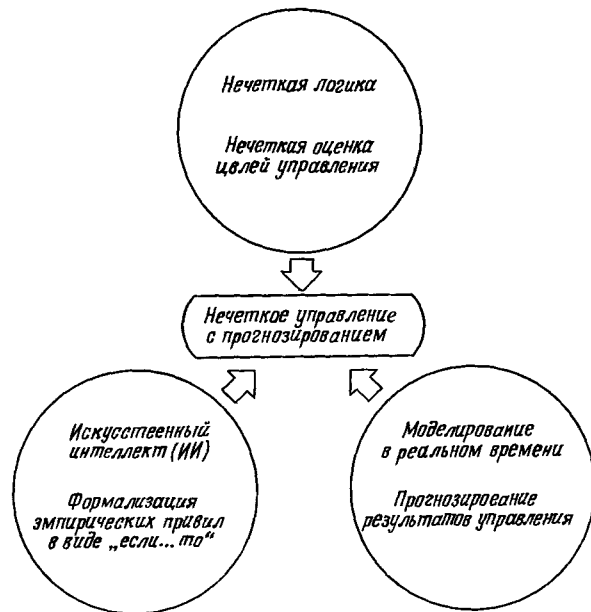 Нечеткая логика
Нечеткая оценка
целей управления
Нечеткое управление
с прогнозированием
Искусственный
интеллект (ИИ)
Формализация
эмпирических правил
в виде „если... то“
Моделирование
в реальном времени
Прогнозирование
результатов управления